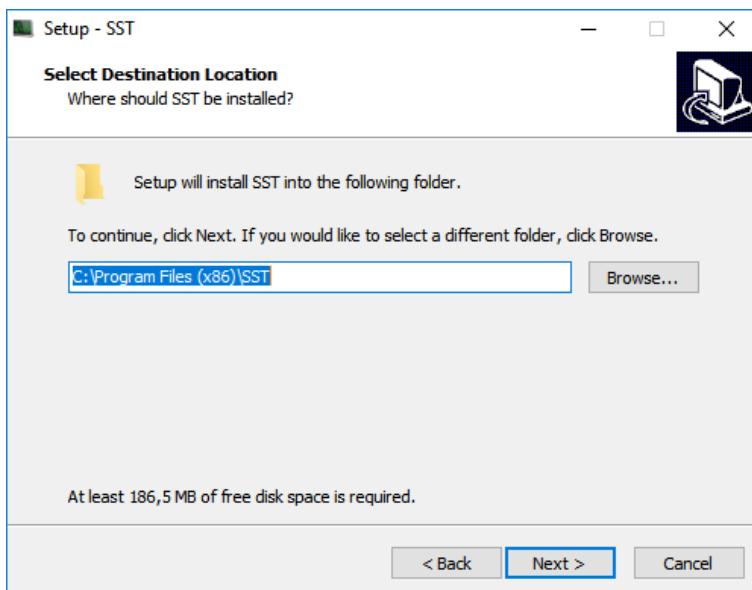 Setup - SST
Select Destination Location
Where should SST be installed?
Setup will install SST into the following folder.
To continue, click Next. If you would like to select a different folder, click Browse.
C:\Program Files (x86)\SST
Browse...
At least 186,5 MB of free disk space is required.
< Back
Next >
Cancel